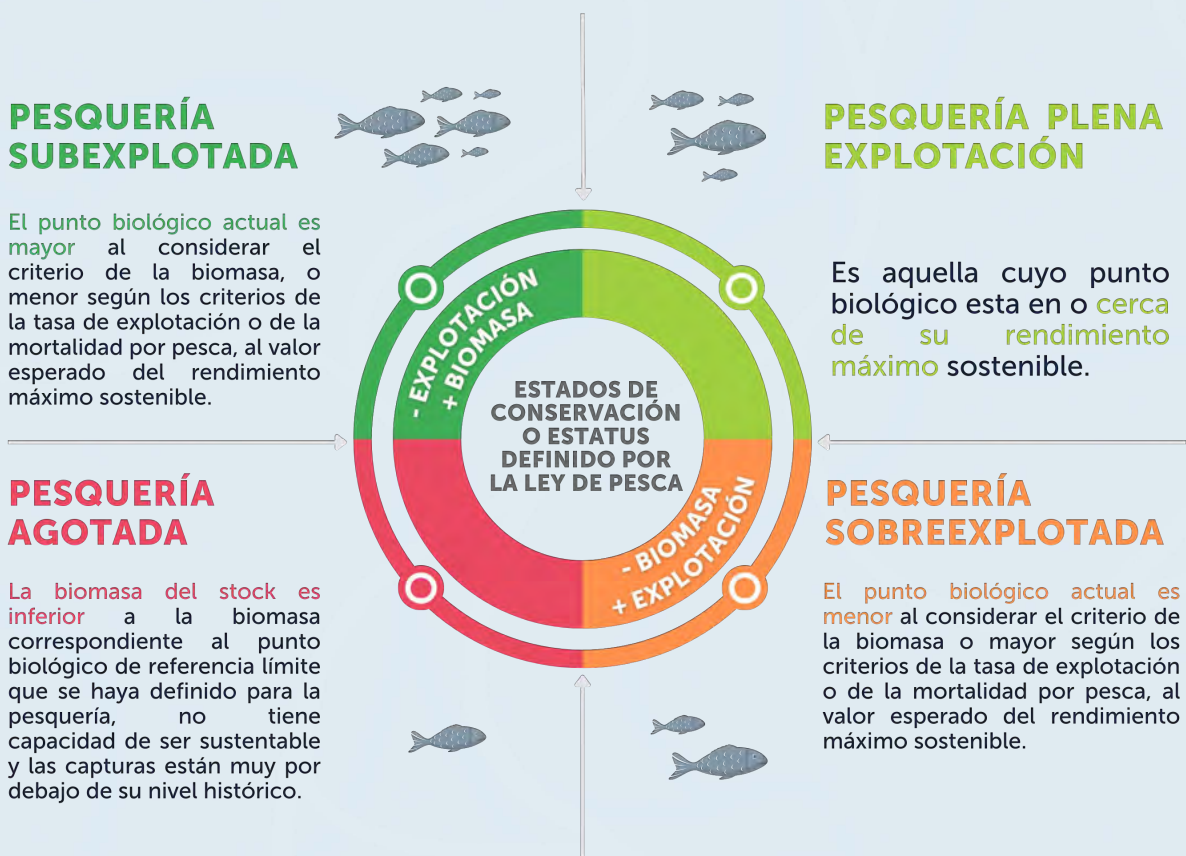 PESQUERÍA
SUBEXPLOTADA
El punto biológico actual es
mayor al considerar el
criterio de la biomasa, o
menor según los criterios de
la tasa de explotación o de la
mortalidad por pesca, al valor
esperado del rendimiento
máximo sostenible.
PESQUERÍA PLENA
EXPLOTACIÓN
Es aquella cuyo punto
biológico esta en o cerca
de su rendimiento
máximo sostenible.
- EXPLOTACIÓN
+ BIOMASA
ESTADOS DE
CONSERVACIÓN
O ESTATUS
DEFINIDO POR
LA LEY DE PESCA
- BIOMASA
+ EXPLOTACIÓN
PESQUERÍA
AGOTADA
La biomasa del stock es
inferior a la biomasa
correspondiente al punto
biológico de referencia límite
que se haya definido para la
pesquería, no tiene
capacidad de ser sustentable
y las capturas están muy por
debajo de su nivel histórico.
PESQUERÍA
SOBREEXPLOTADA
El punto biológico actual es
menor al considerar el criterio de
la biomasa o mayor según los
criterios de la tasa de explotación
o de la mortalidad por pesca, al
valor esperado del rendimiento
máximo sostenible.